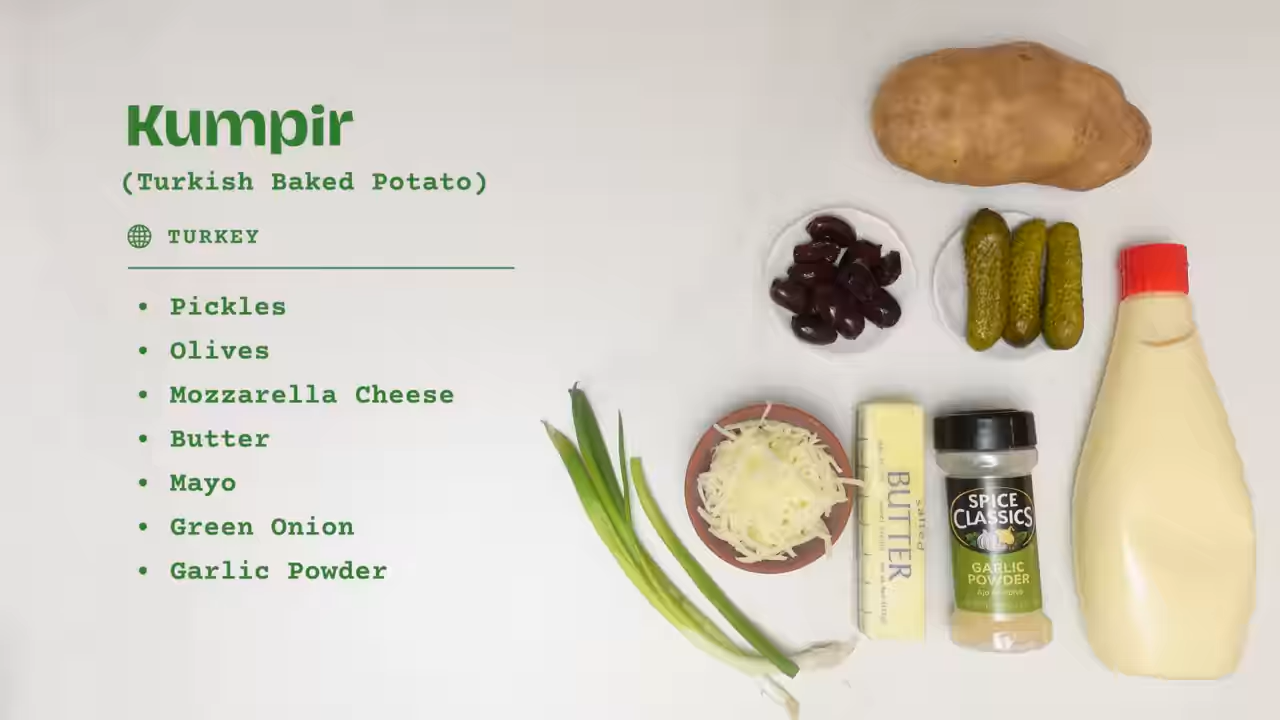 Kumpir
(Turkish Baked Potato)
TURKEY
• Pickles
• Olives
• Mozzarella Cheese
• Butter
• Mayo
• Green Onion
• Garlic Powder
salted
BUTTER
SPICE
CLASSICS
GARLIC
POWDER